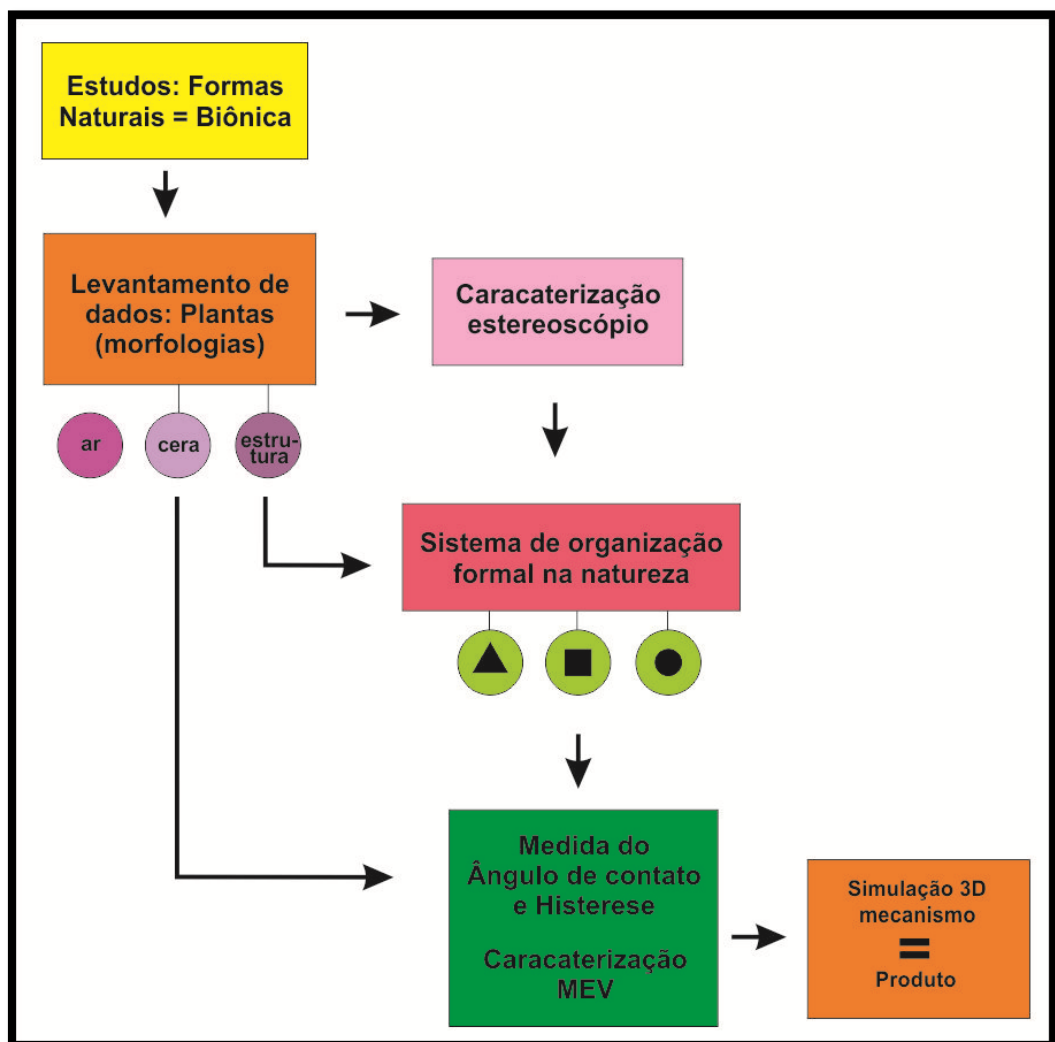 Estudos: Formas
Naturais = Biônica
Levantamento de
dados: Plantas
(morfologias)
Caracaterização
estereoscópio
ar
cera
estru-
tura
Sistema de organização
formal na natureza
Medida do
Ângulo de contato
e Histerese
Caracaterização
MEV
Simulação 3D
mecanismo
=
Produto